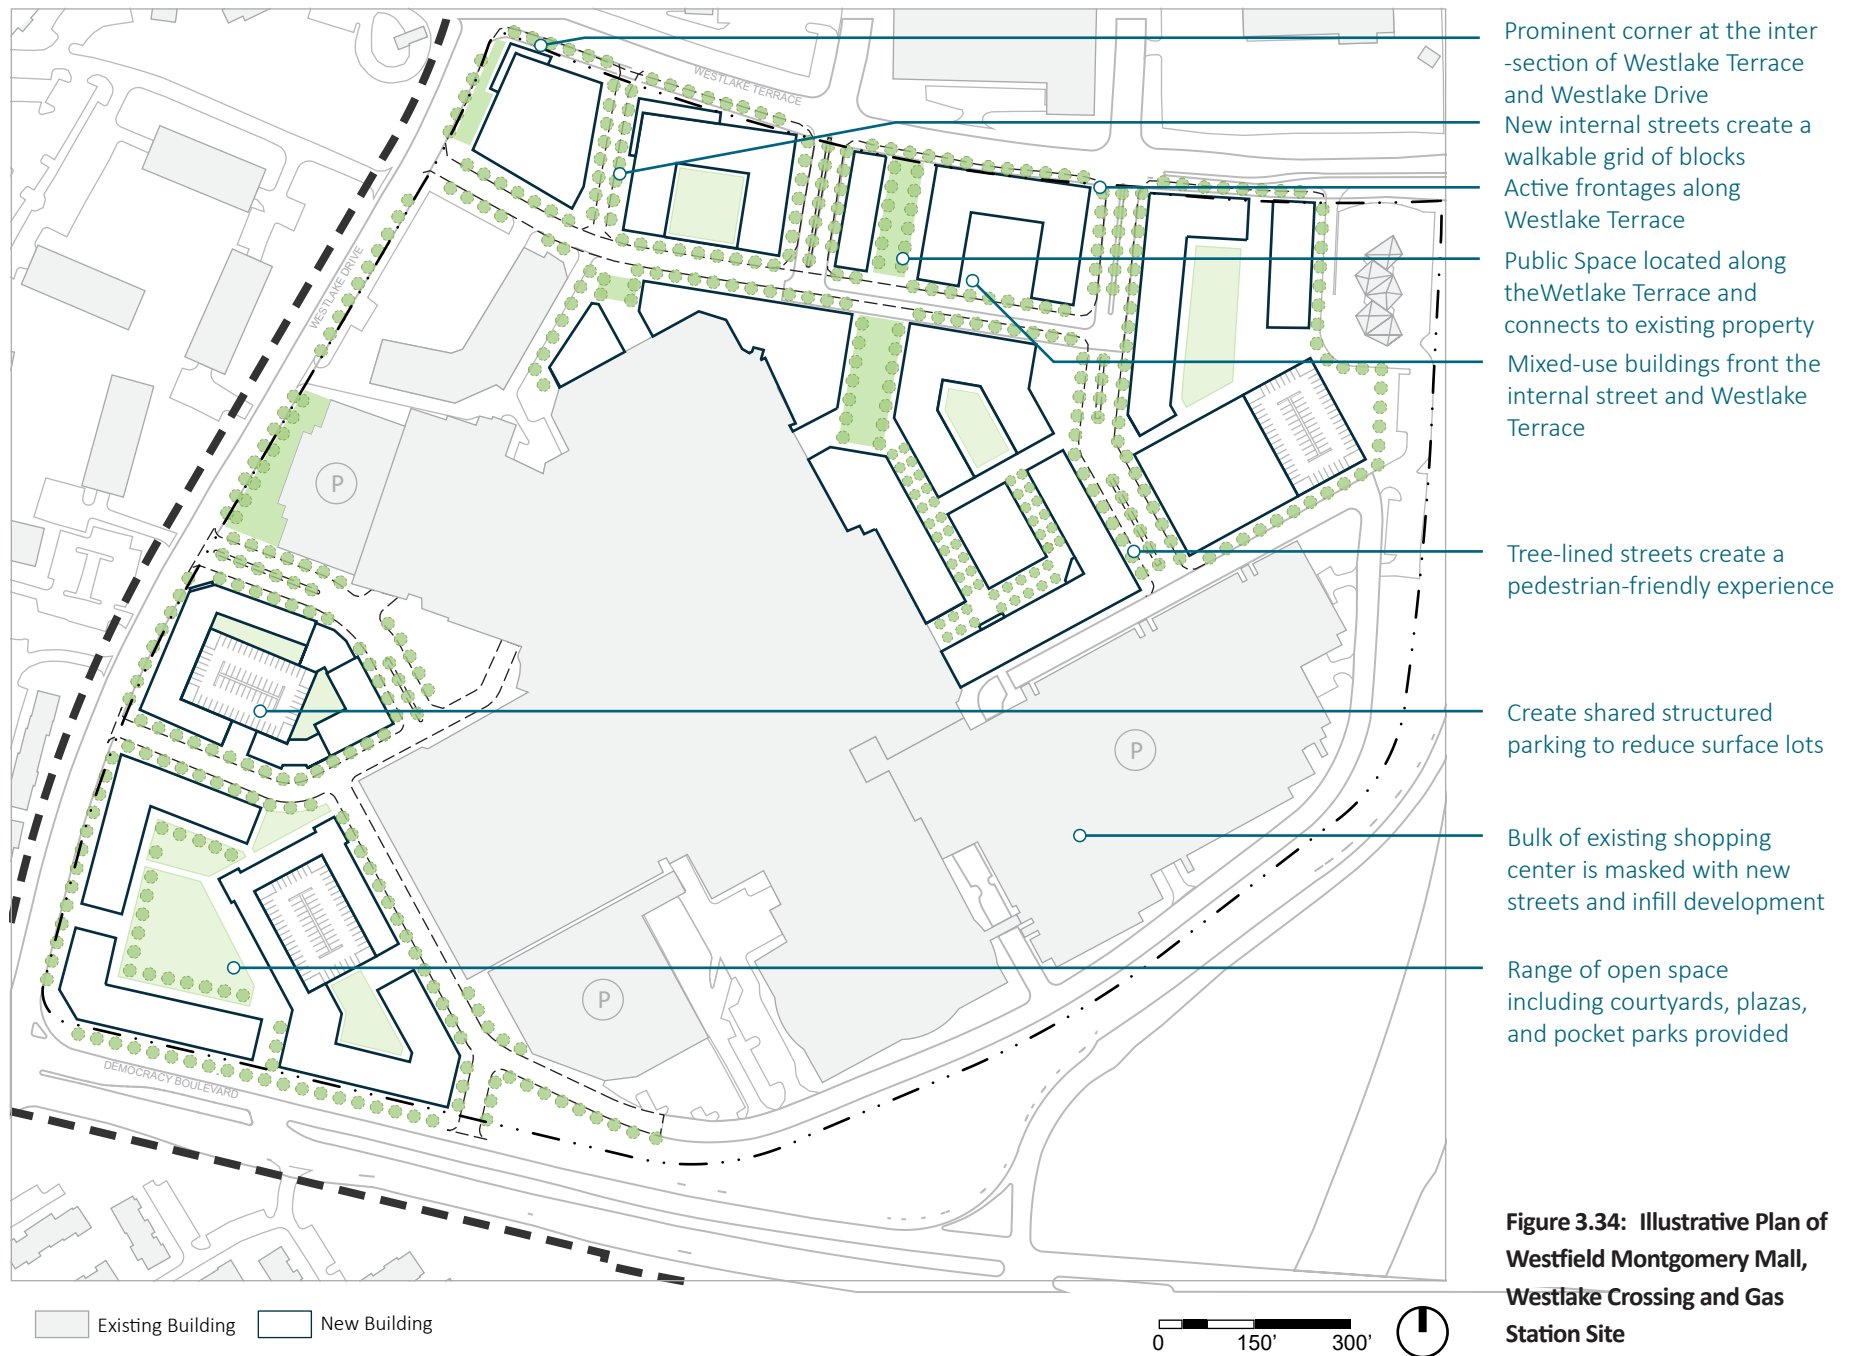 Prominent corner at the inter
-section of Westlake Terrace
and Westlake Drive
New internal streets create a
walkable grid of blocks
Active frontages along
Westlake Terrace
Public Space located along
theWetlake Terrace and
connects to existing property
Mixed-use buildings front the
internal street and Westlake
Terrace
Tree-lined streets create a
pedestrian-friendly experience
Create shared structured
parking to reduce surface lots
Bulk of existing shopping
center is masked with new
streets and infill development
Range of open space
including courtyards, plazas,
and pocket parks provided
WESTLAKE TERRACE
WESTLAKE DRIVE
P
P
P
DEMOCRACY BOULEVARD
Figure 3.34: Illustrative Plan of
Westfield Montgomery Mall,
Westlake Crossing and Gas
Station Site
Existing Building
New Building
0 150' 300'